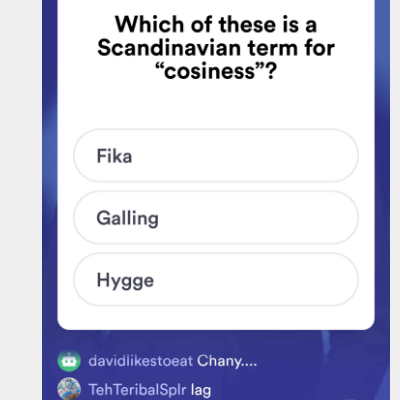 Which of these is a
Scandinavian term for
“cosiness”?
Fika
Galling
Hygge
davidlikestoeat Chany....
TehTeribalSplr lag